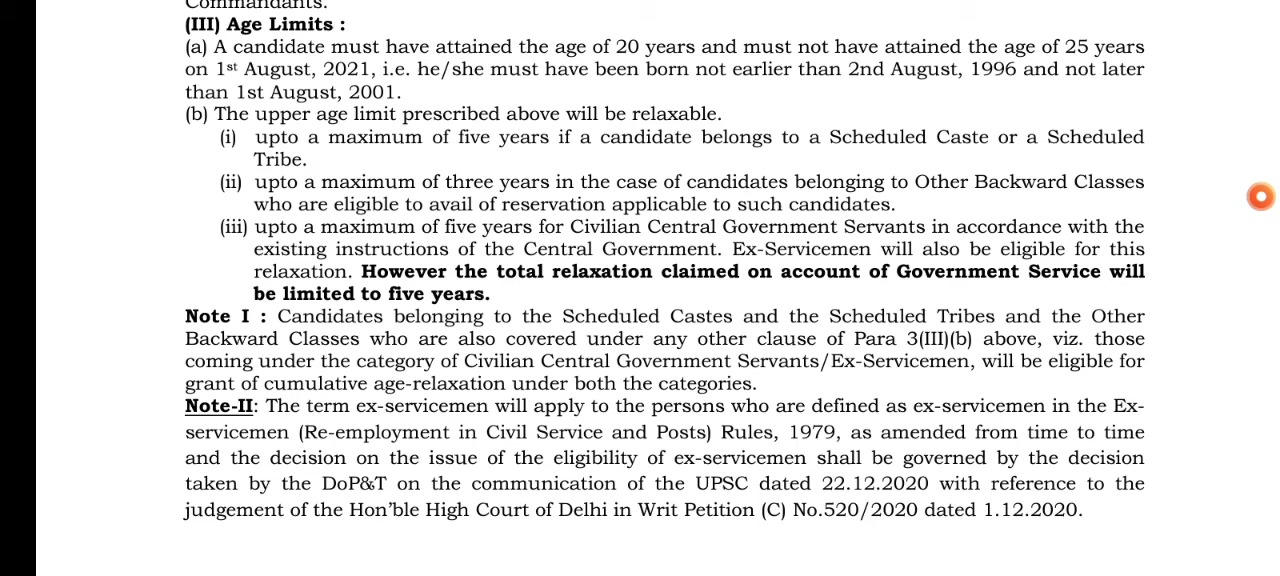 Commandants.
(III) Age Limits :
(a) A candidate must have attained the age of 20 years and must not have attained the age of 25 years
on 1st August, 2021, i.e. he/she must have been born not earlier than 2nd August, 1996 and not later
than 1st August, 2001.
(b) The upper age limit prescribed above will be relaxable.
(i) upto a maximum of five years if a candidate belongs to a Scheduled Caste or a Scheduled
Tribe.
(ii) upto a maximum of three years in the case of candidates belonging to Other Backward Classes
who are eligible to avail of reservation applicable to such candidates.
(iii) upto a maximum of five years for Civilian Central Government Servants in accordance with the
existing instructions of the Central Government. Ex-Servicemen will also be eligible for this
relaxation. However the total relaxation claimed on account of Government Service will
be limited to five years.
Note I : Candidates belonging to the Scheduled Castes and the Scheduled Tribes and the Other
Backward Classes who are also covered under any other clause of Para 3(III)(b) above, viz. those
coming under the category of Civilian Central Government Servants/Ex-Servicemen, will be eligible for
grant of cumulative age-relaxation under both the categories.
Note-II: The term ex-servicemen will apply to the persons who are defined as ex-servicemen in the Ex-
servicemen (Re-employment in Civil Service and Posts) Rules, 1979, as amended from time to time
and the decision on the issue of the eligibility of ex-servicemen shall be governed by the decision
taken by the DoP&T on the communication of the UPSC dated 22.12.2020 with reference to the
judgement of the Hon'ble High Court of Delhi in Writ Petition (C) No.520/2020 dated 1.12.2020.